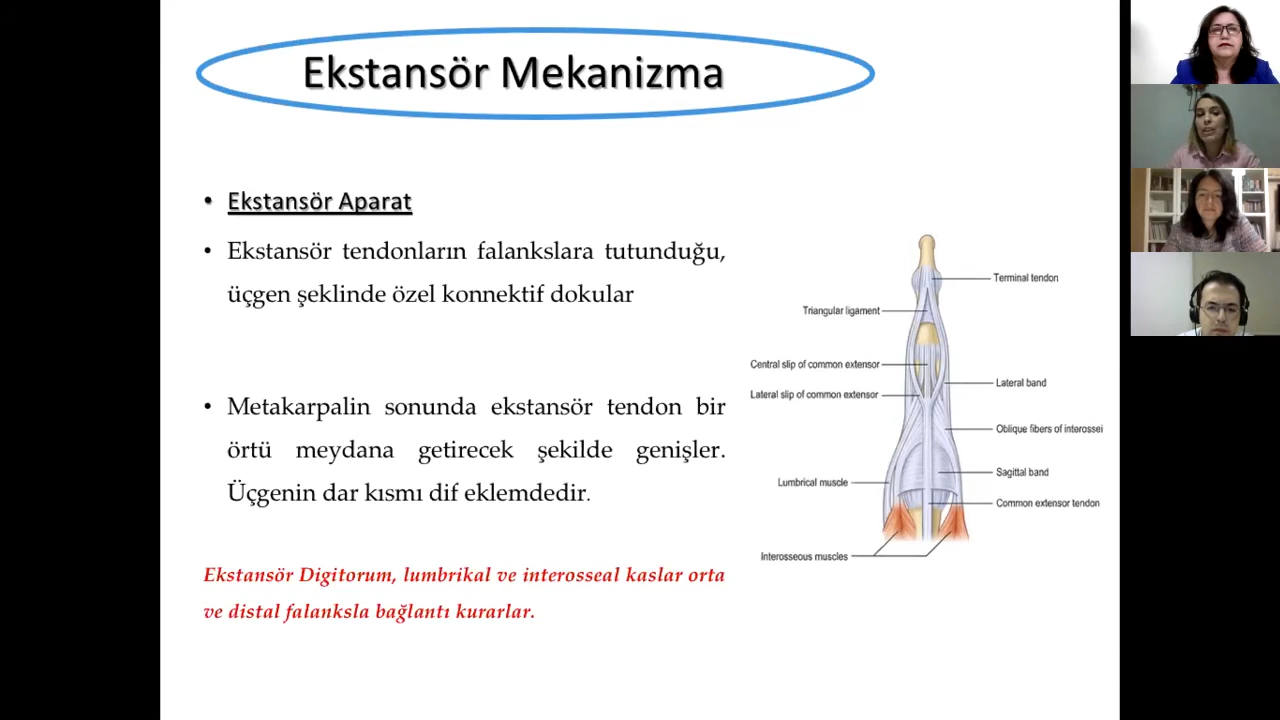 Ekstansör Mekanizma
• Ekstansör Aparat
• Ekstansör tendonların falankslara tutunduğu,
üçgen şeklinde özel konnektif dokular
• Metakarpalin sonunda ekstansör tendon bir
örtü meydana getirecek şekilde genişler.
Üçgenin dar kısmı dif eklemdedir.
Ekstansör Digitorum, lumbrikal ve interosseal kaslar orta
ve distal falanksla bağlantı kurarlar.
Terminal tendon
Triangular ligament
Central slip of common extensor
Lateral band
Lateral slip of common extensor
Oblique fibers of interossei
Sagittal band
Lumbrical muscle
Common extensor tendon
Interosseous muscles